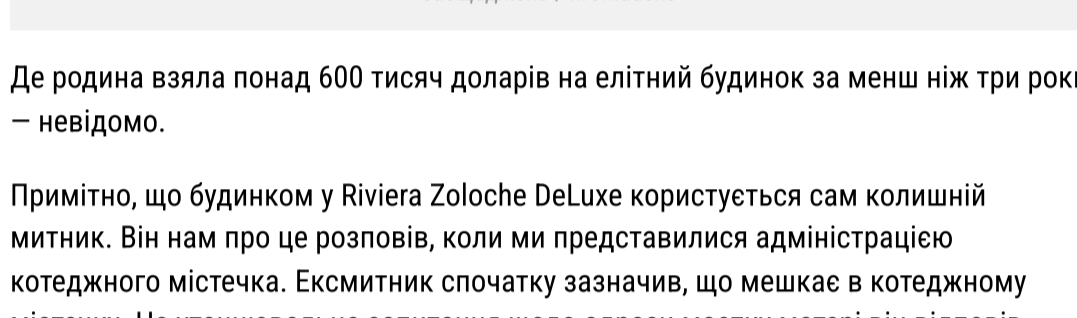 Де родина взяла понад 600 тисяч доларів на елітний будинок за менш ніж три роки
— невідомо.
Примітно, що будинком у Riviera Zoloche DeLuxe користується сам колишній
митник. Він нам про це розповів, коли ми представилися адміністрацією
котеджного містечка. Ексмитник спочатку зазначив, що мешкає в котеджному